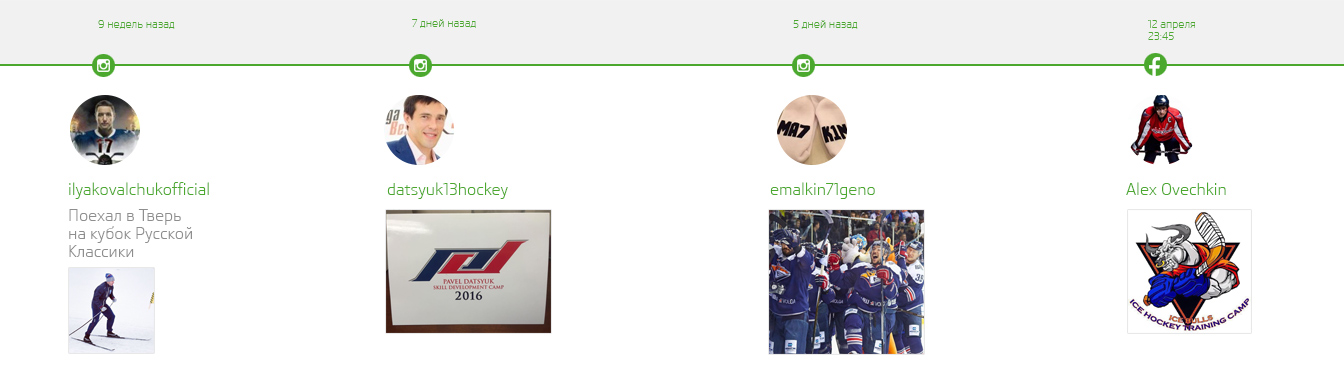 9 недель назад
7 дней назад
5 дней назад
12 апреля
23:45
17
MA7
K1N
ilyakovalchukofficial
datsyuk13hockey
emalkin71geno
Alex Ovechkin
Поехал в Тверь
на кубок Русской
Классики
PAVEL DATSYUK
SKILL DEVELOPMENT CAMP
2016
35
ICE BULLS
ICE HOCKEY TRAINING CAMP